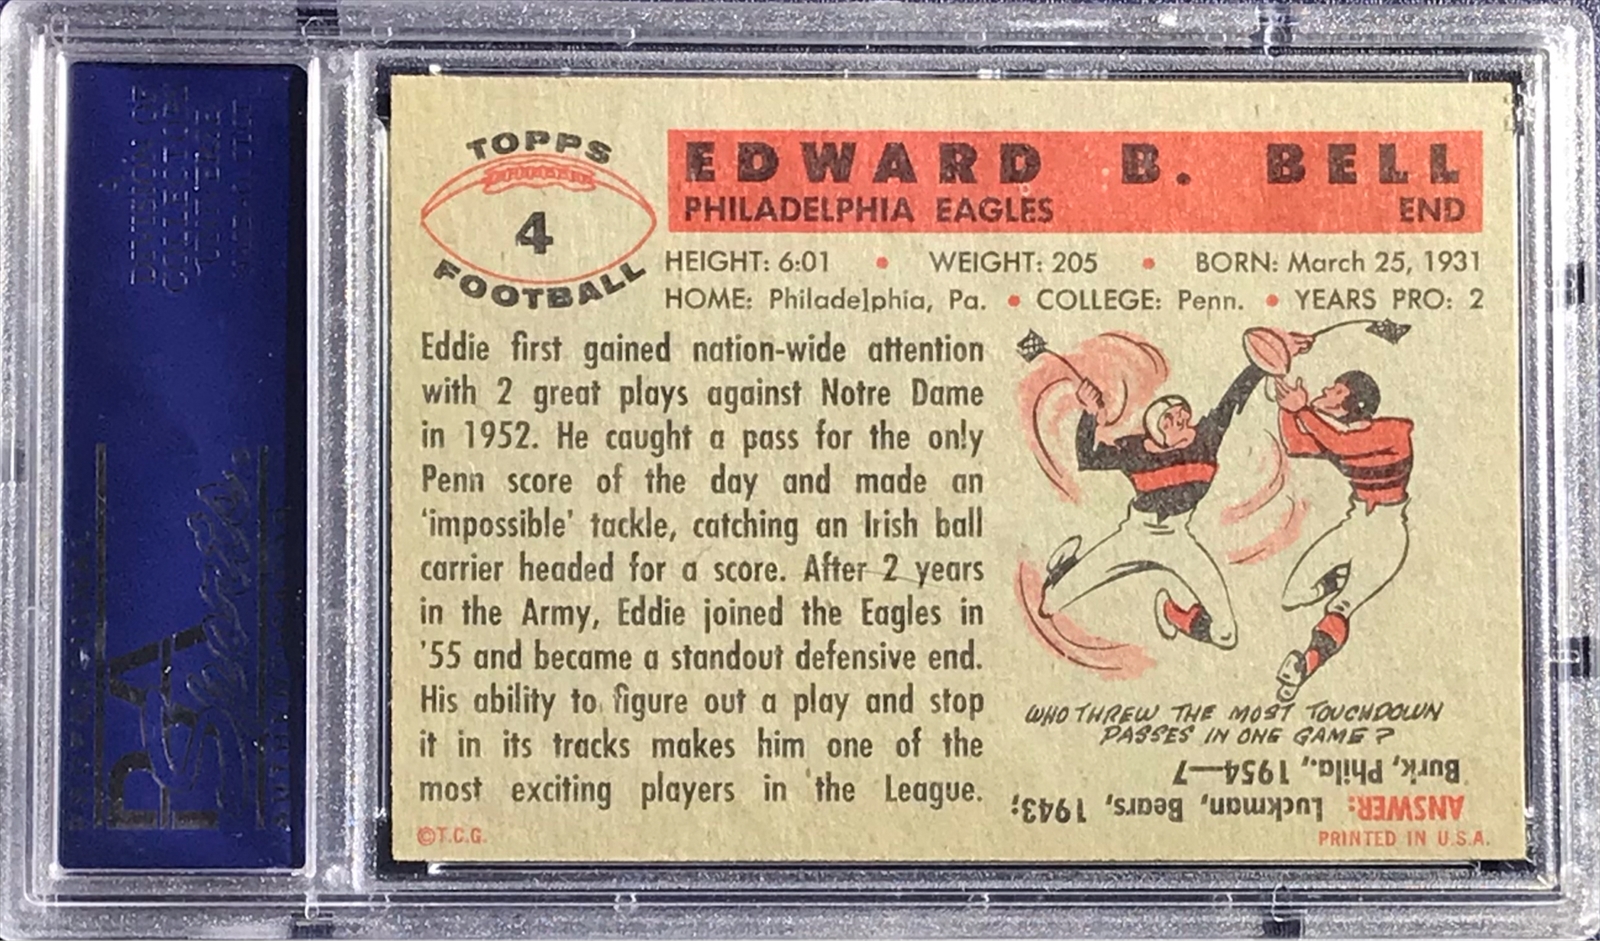 TOPPS
4
FOOTBALL
EDWARD B. BELL
PHILADELPHIA EAGLES END
HEIGHT: 6:01 • WEIGHT: 205 • BORN: March 25, 1931
HOME: Philadelphia, Pa. • COLLEGE: Penn. • YEARS PRO: 2
Eddie first gained nation-wide attention
with 2 great plays against Notre Dame
in 1952. He caught a pass for the only
Penn score of the day and made an
'impossible' tackle, catching an Irish ball
carrier headed for a score. After 2 years
in the Army, Eddie joined the Eagles in
'55 and became a standout defensive end.
His ability to figure out a play and stop
it in its tracks makes him one of the
most exciting players in the League.
WHO THREW THE MOST TOUCHDOWN
PASSES IN ONE GAME?
ANSWER: Luckman, Bears, 1943;
Burk, Phila., 1954—7
©T.C.G.
PRINTED IN U.S.A.
PSA